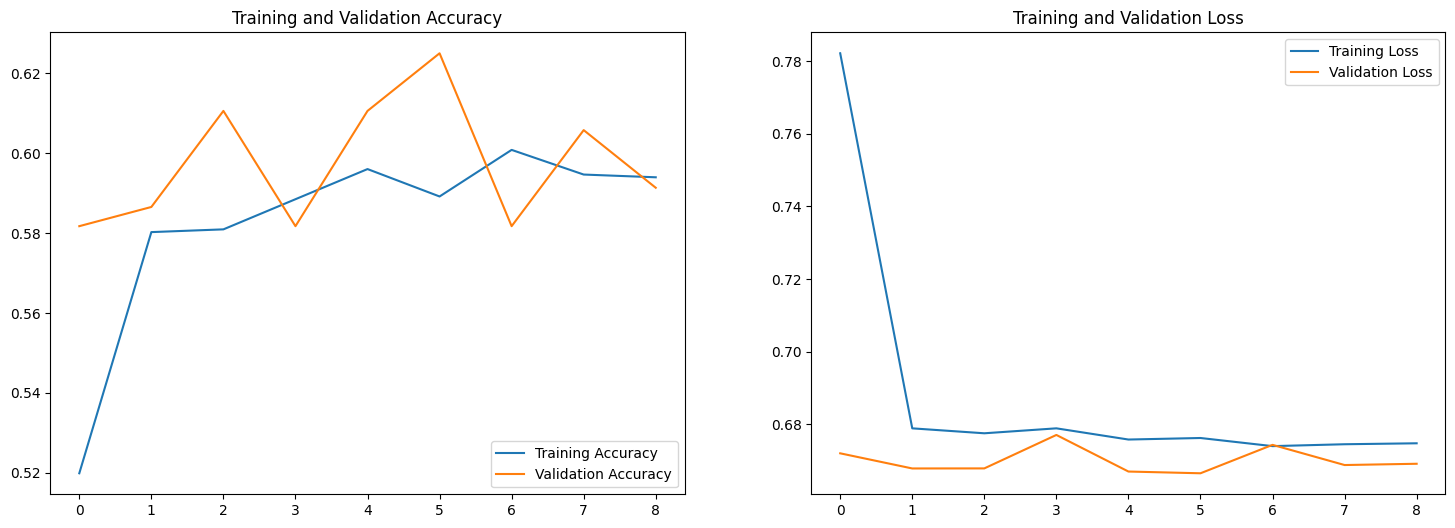 Training and Validation Accuracy
0.62
0.60
0.58
0.56
0.54
0.52
0 1 2 3 4 5 6 7 8
Training Accuracy
Validation Accuracy
Training and Validation Loss
0.78
0.76
0.74
0.72
0.70
0.68
0 1 2 3 4 5 6 7 8
Training Loss
Validation Loss